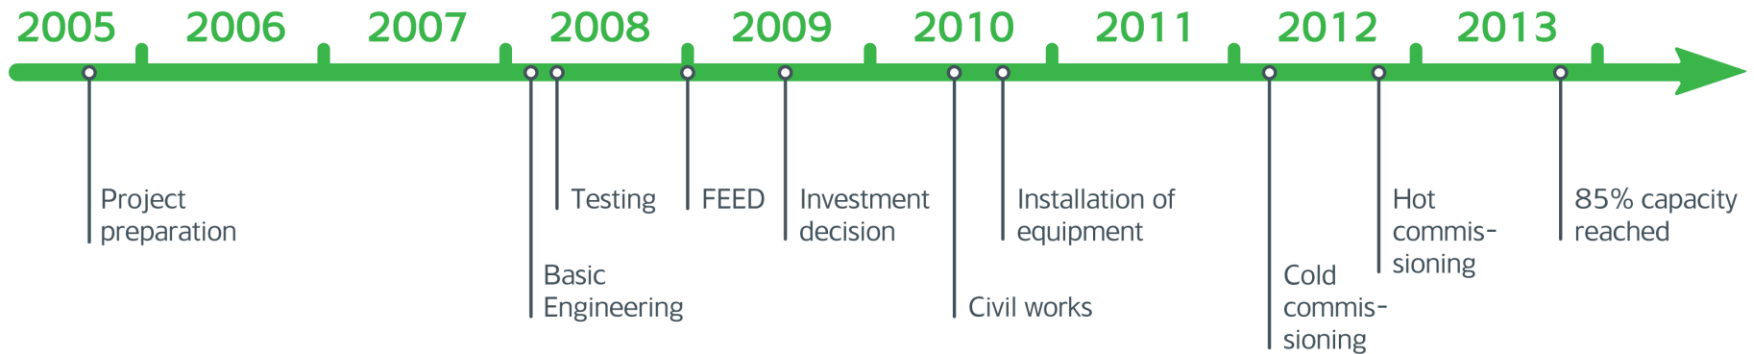 2005 2006 2007 2008 2009 2010 2011 2012 2013
Project
preparation
Basic
Engineering
Testing
FEED
Investment
decision
Civil works
Installation of
equipment
Cold
commis-
sioning
Hot
commis-
sioning
85% capacity
reached